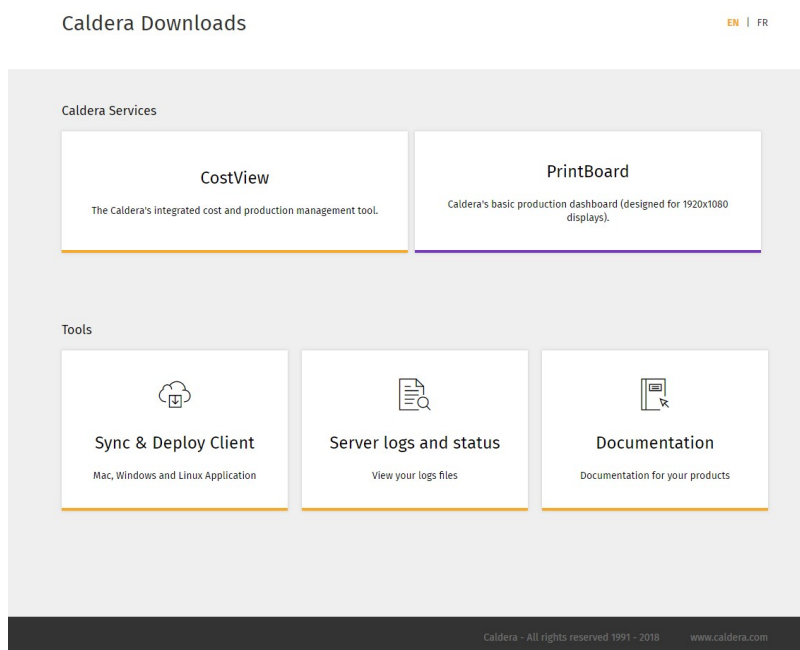 Caldera Downloads
EN | FR
Caldera Services
CostView
The Caldera's integrated cost and production management tool.
PrintBoard
Caldera's basic production dashboard (designed for 1920x1080
displays).
Tools
Sync & Deploy Client
Mac, Windows and Linux Application
Server logs and status
View your logs files
Documentation
Documentation for your products
Caldera - All rights reserved 1991 - 2018
www.caldera.com